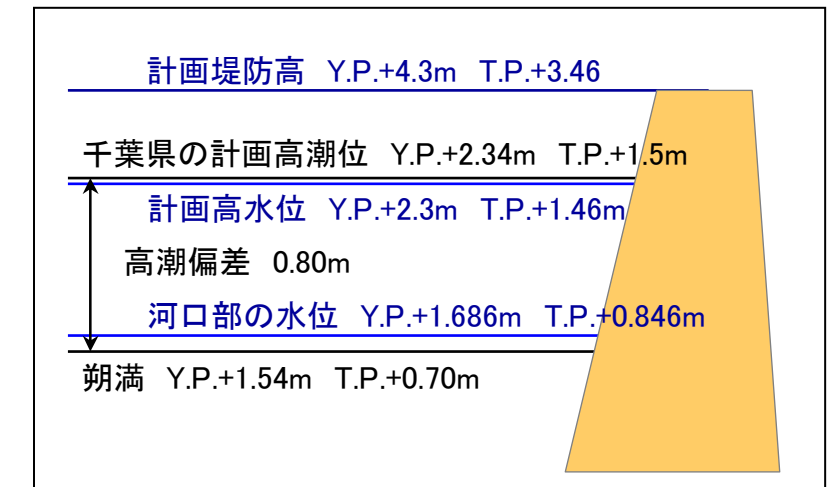 計画堤防高 Y.P.+4.3m T.P.+3.46
千葉県の計画高潮位 Y.P.+2.34m T.P.+1.5m
計画高水位 Y.P.+2.3m T.P.+1.46m
高潮偏差 0.80m
河口部の水位 Y.P.+1.686m T.P.+0.846m
朔満 Y.P.+1.54m T.P.+0.70m